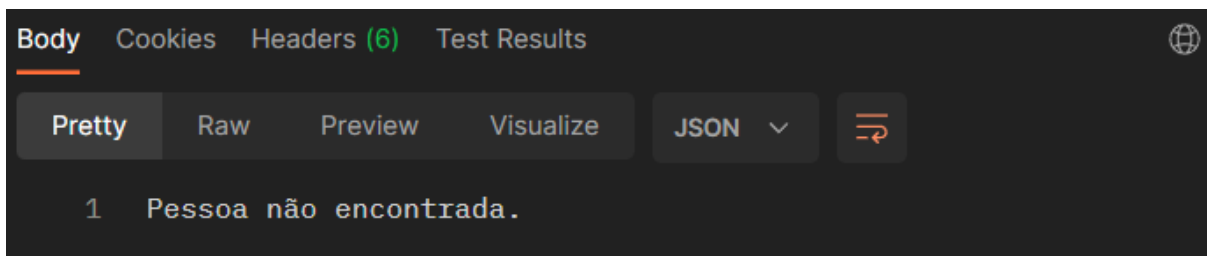 Body Cookies Headers (6) Test Results
Pretty Raw Preview Visualize JSON
1 Pessoa não encontrada.